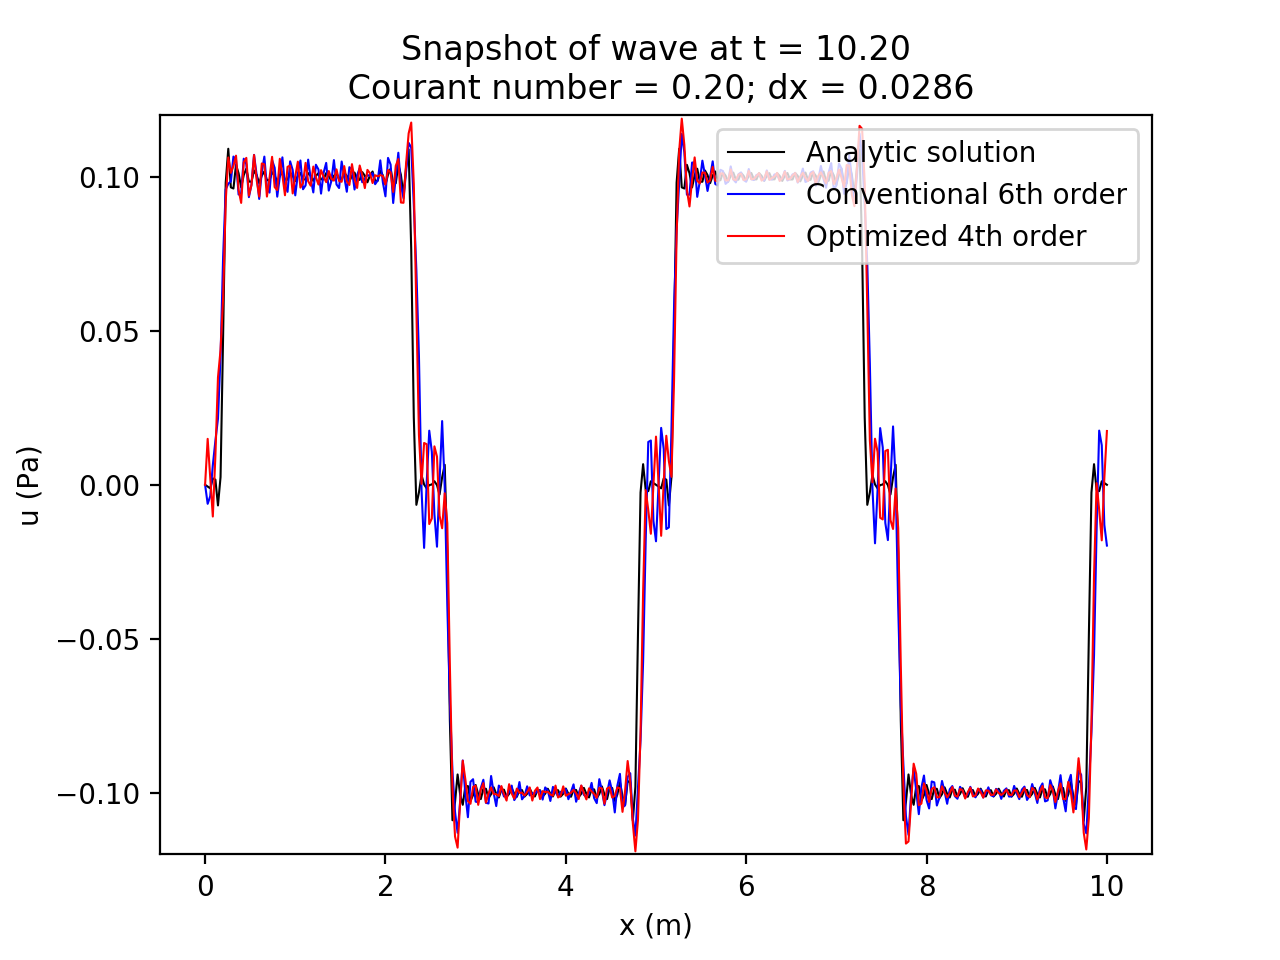 Snapshot of wave at t = 10.20
Courant number = 0.20; dx = 0.0286
Analytic solution
Conventional 6th order
Optimized 4th order
0.10
0.05
0.00
−0.05
−0.10
u (Pa)
0 2 4 6 8 10
x (m)